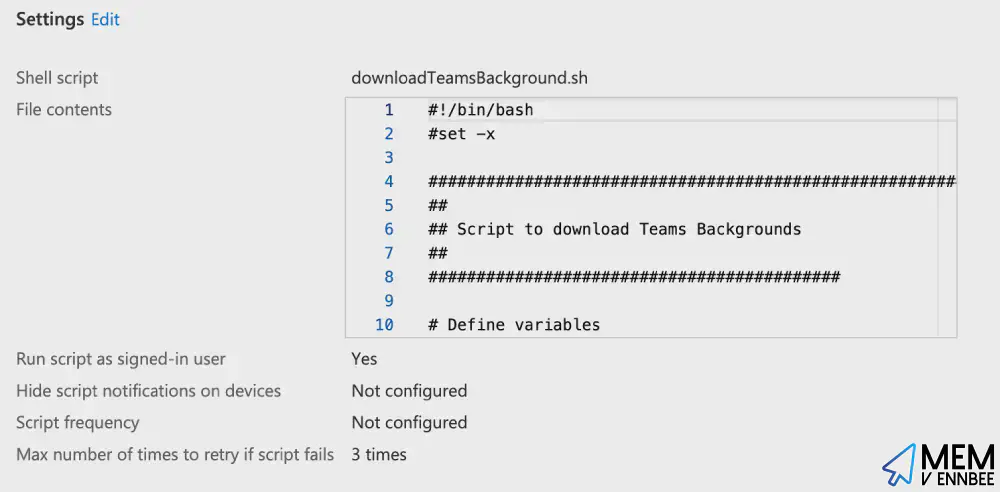 Settings Edit
Shell script downloadTeamsBackground.sh
File contents
1 #!/bin/bash
2 #set -x
3
4 #######################################################
5 ##
6 ## Script to download Teams Backgrounds
7 ##
8 ###########################################
9
10 # Define variables
Run script as signed-in user Yes
Hide script notifications on devices Not configured
Script frequency Not configured
Max number of times to retry if script fails 3 times
MEM
V ENNBEE